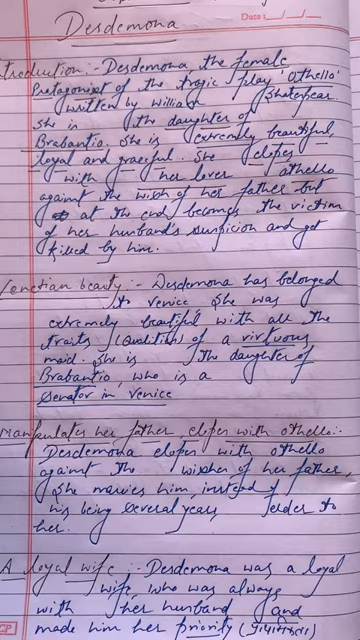 Desdemona
Date: / /
troduction:- Desdemona the female
Protagonist of the tragic play 'Othello'
written by William Shakespear.
She is the daughter of
Brabantio. She is extremely beautiful,
loyal and graceful. She elopes
with her lover othello
against the wish of her father but
at the end becomes the victim
of her husband's suspicion and get
killed by him.
Venetian beauty:- Desdemona has belonged
to venice She was
extremely beautiful with all the
traits (qualities) of a virtuous
maid. She is the daughter of
Brabantio, who is a
Senator in Venice
Manipulates her father elopes with othello:-
Desdemona elopes with othello
against the wishes of her father,
She marries him, instead of
his being several years elder to
her.
A loyal wife:- Desdemona was a loyal
wife, who was always
with her husband and
made him her priority